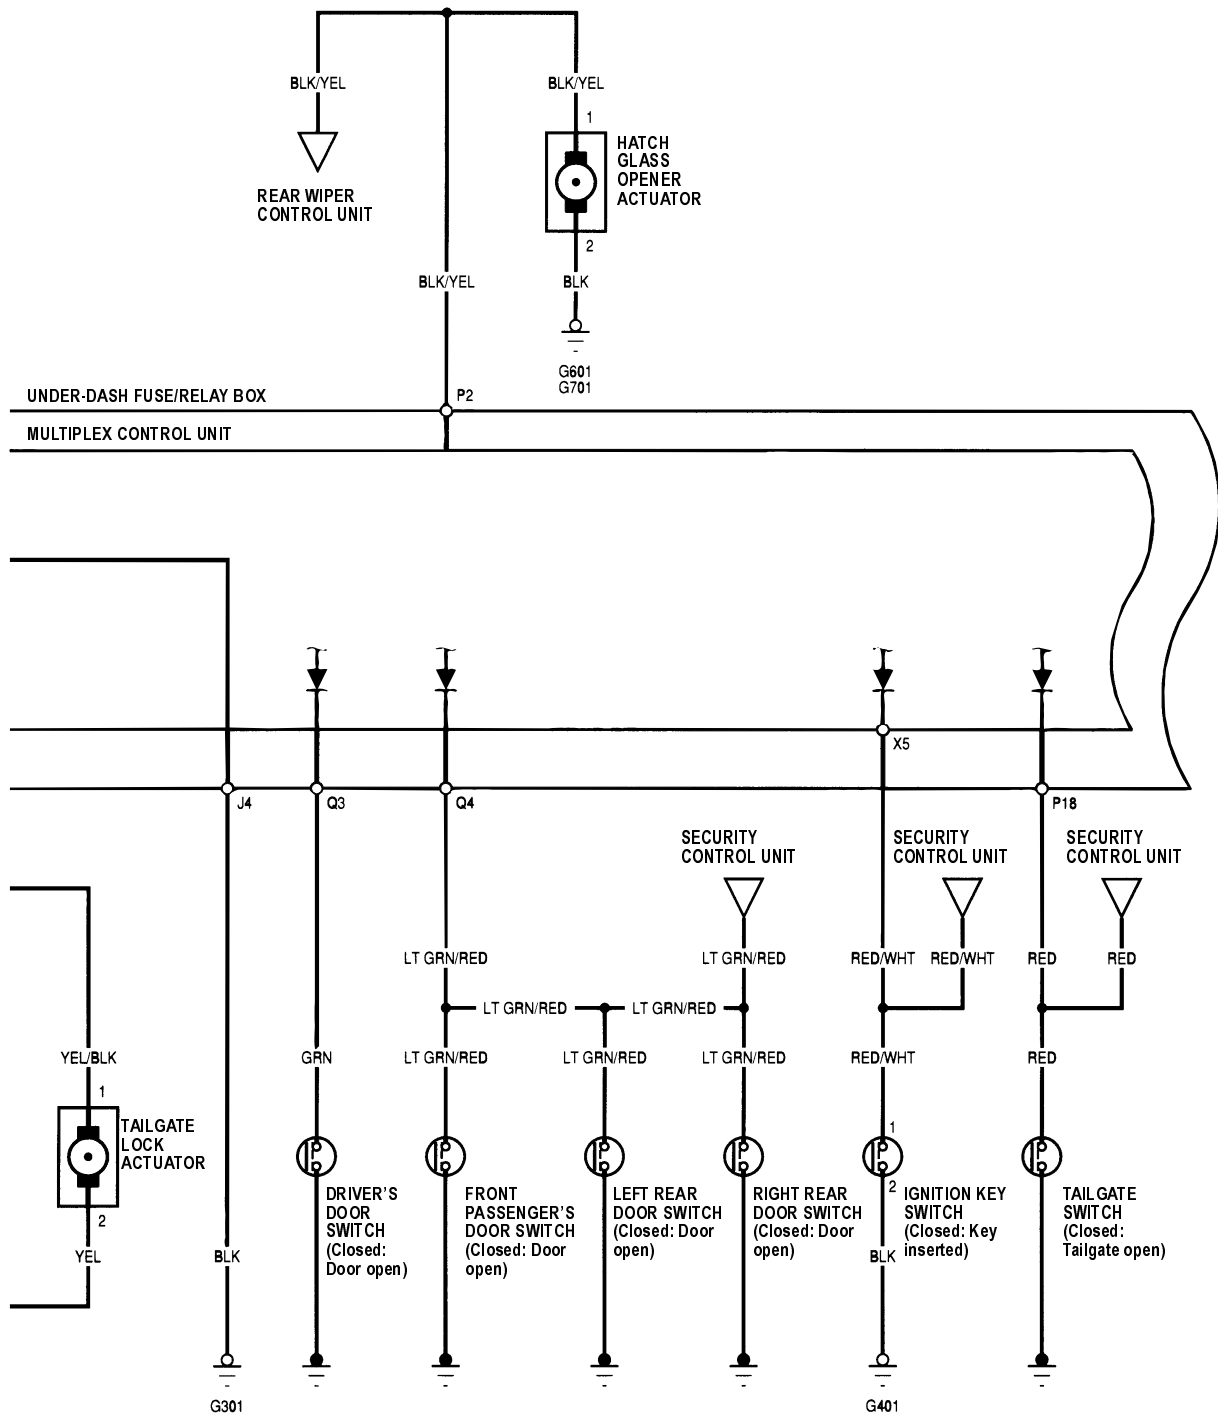 BLK/YEL
BLK/YEL
1
HATCH
GLASS
OPENER
ACTUATOR
REAR WIPER
CONTROL UNIT
2
BLK/YEL
BLK
G601
G701
UNDER-DASH FUSE/RELAY BOX
P2
MULTIPLEX CONTROL UNIT
X5
J4
Q3
Q4
P18
SECURITY
CONTROL UNIT
SECURITY
CONTROL UNIT
SECURITY
CONTROL UNIT
LT GRN/RED
LT GRN/RED
RED/WHT
RED/WHT
RED
RED
LT GRN/RED
LT GRN/RED
YEL/BLK
GRN
LT GRN/RED
LT GRN/RED
LT GRN/RED
RED/WHT
RED
1
TAILGATE
LOCK
ACTUATOR
2
1
2
DRIVER'S
DOOR
SWITCH
(Closed:
Door open)
FRONT
PASSENGER'S
DOOR SWITCH
(Closed: Door
open)
LEFT REAR
DOOR SWITCH
(Closed: Door
open)
RIGHT REAR
DOOR SWITCH
(Closed: Door
open)
IGNITION KEY
SWITCH
(Closed: Key
inserted)
TAILGATE
SWITCH
(Closed:
Tailgate open)
YEL
BLK
BLK
G301
G401